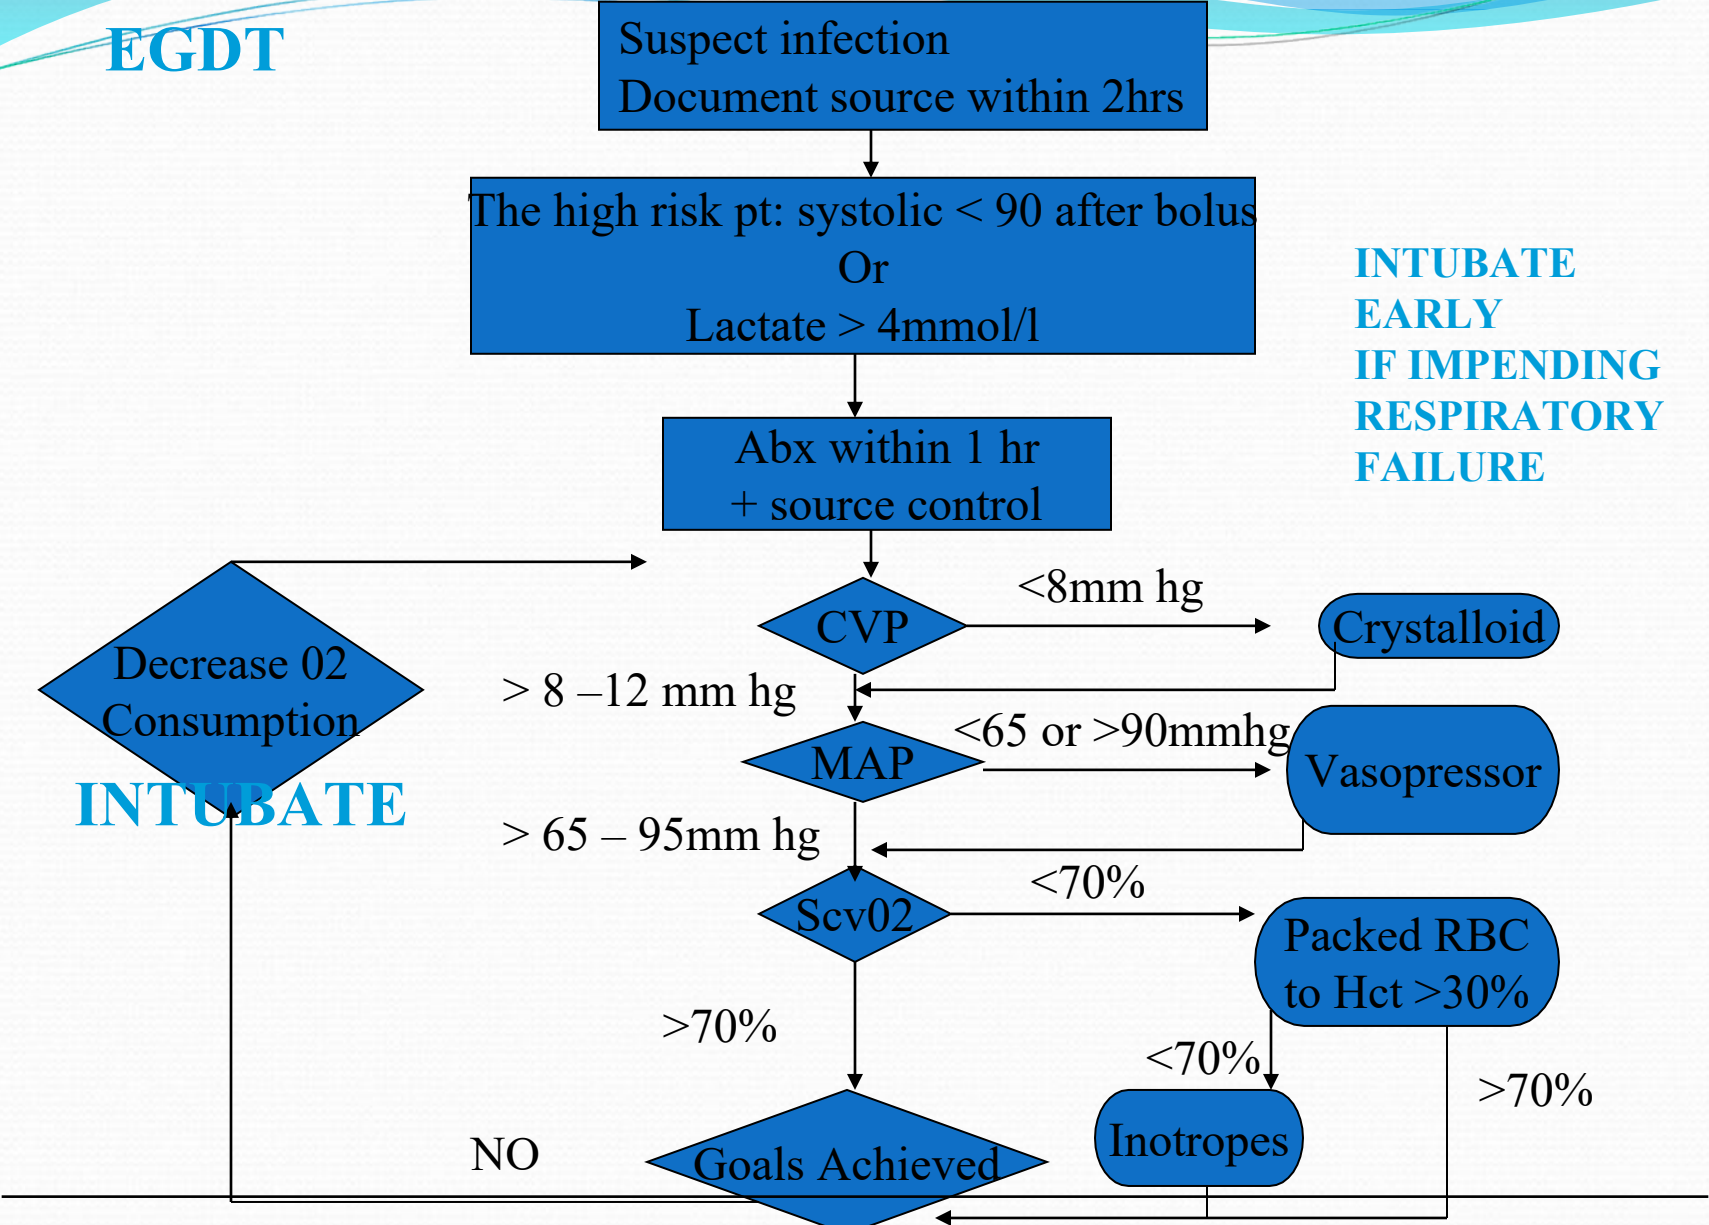 EGDT
Suspect infection
Document source within 2hrs
The high risk pt: systolic < 90 after bolus
Or
Lactate > 4mmol/l
INTUBATE
EARLY
IF IMPENDING
RESPIRATORY
FAILURE
Abx within 1 hr
+ source control
<8mm hg
CVP
Crystalloid
Decrease 02
Consumption
> 8 –12 mm hg
<65 or >90mmhg
MAP
Vasopressor
INTUBATE
> 65 – 95mm hg
<70%
Scv02
Packed RBC
to Hct >30%
>70%
<70%
>70%
Inotropes
NO
Goals Achieved